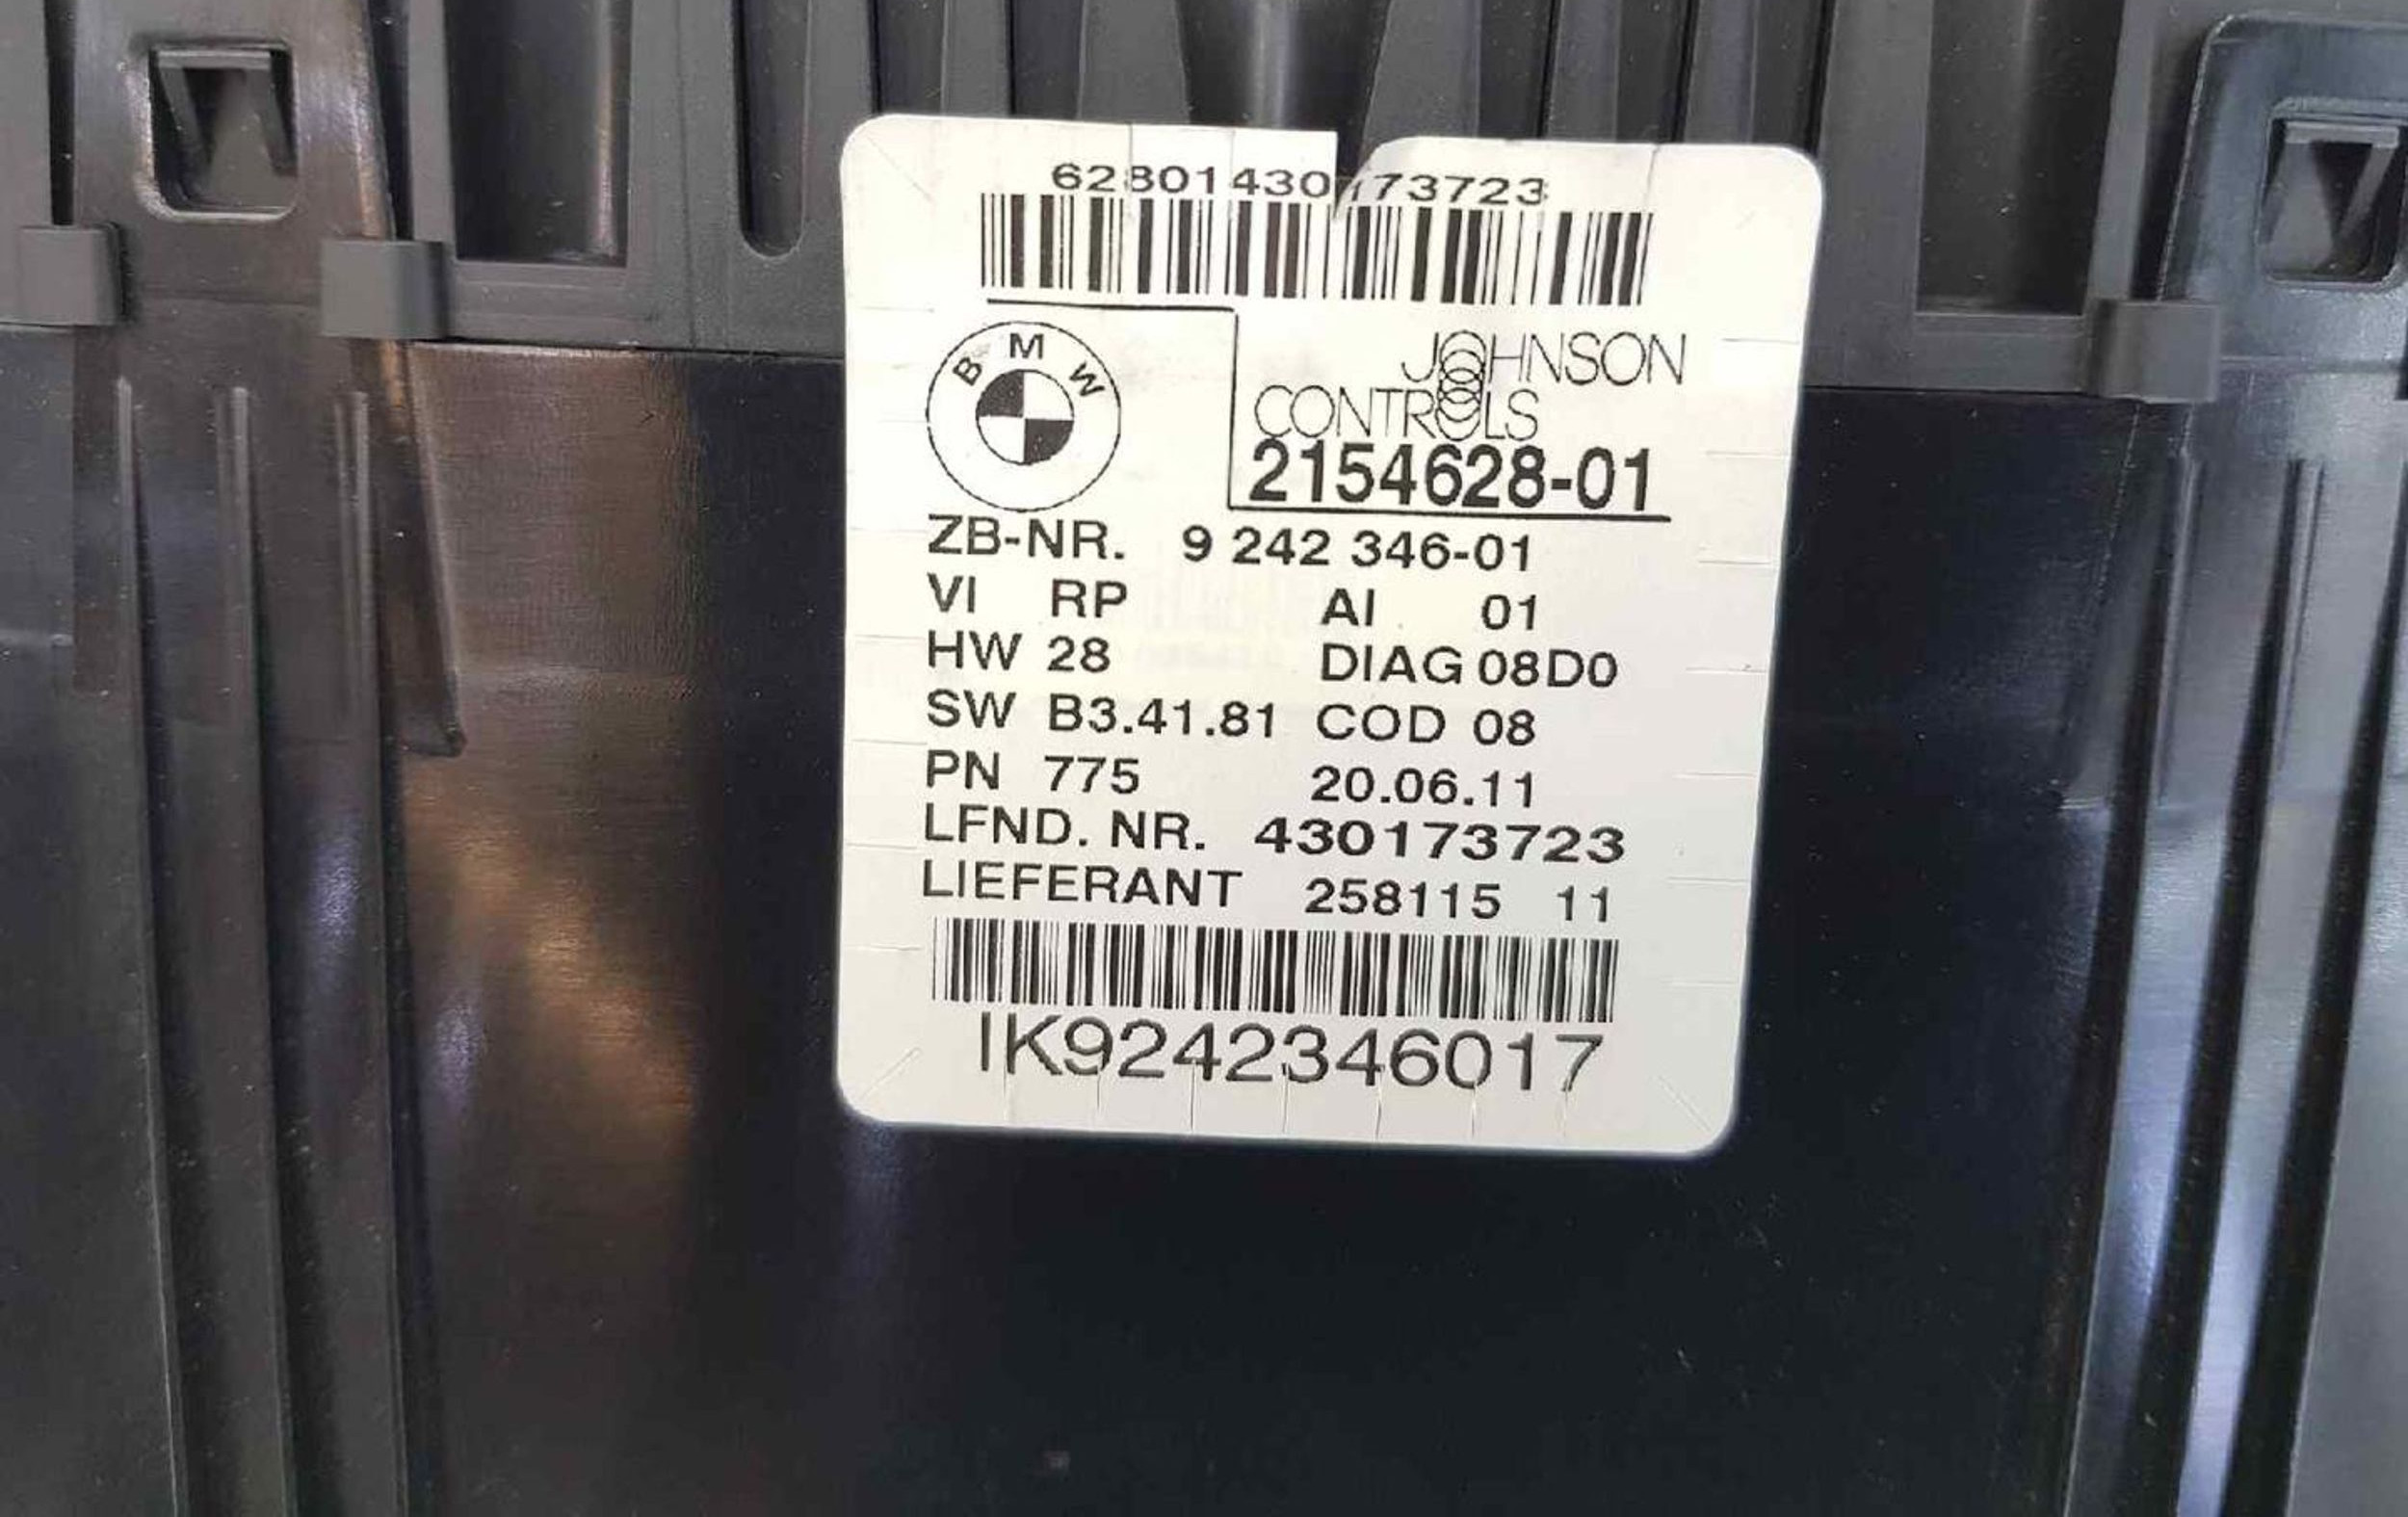 62801430173723
BMW
JOHNSON
CONTROLS
2154628-01
ZB-NR. 9 242 346-01
VI RP AI 01
HW 28 DIAG 08D0
SW B3.41.81 COD 08
PN 775 20.06.11
LFND. NR. 430173723
LIEFERANT 258115 11
IK9242346017